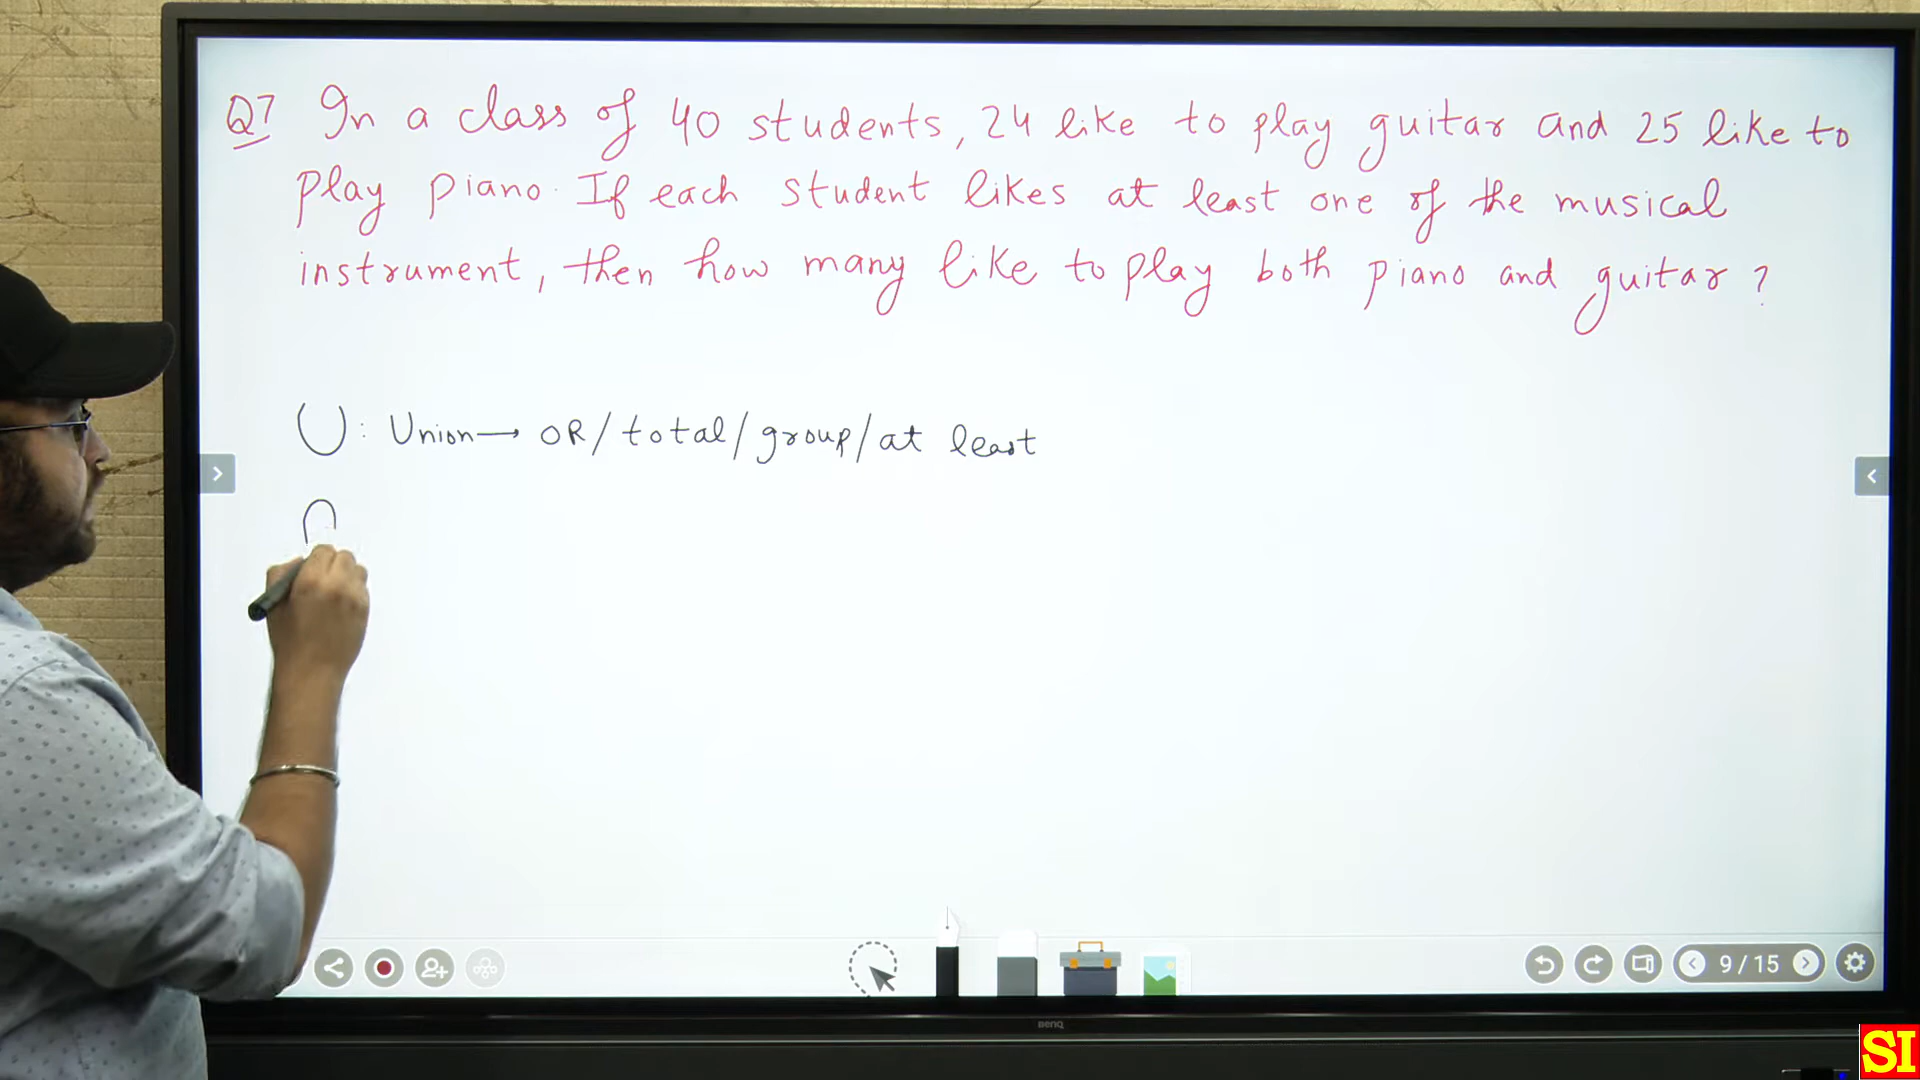 Q7 In a class of 40 students, 24 like to play guitar and 25 like to
play piano. If each student likes at least one of the musical
instrument, then how many like to play both piano and guitar?
∪: Union→ OR/total/group/at least
∩
9/15
BenQ
SI